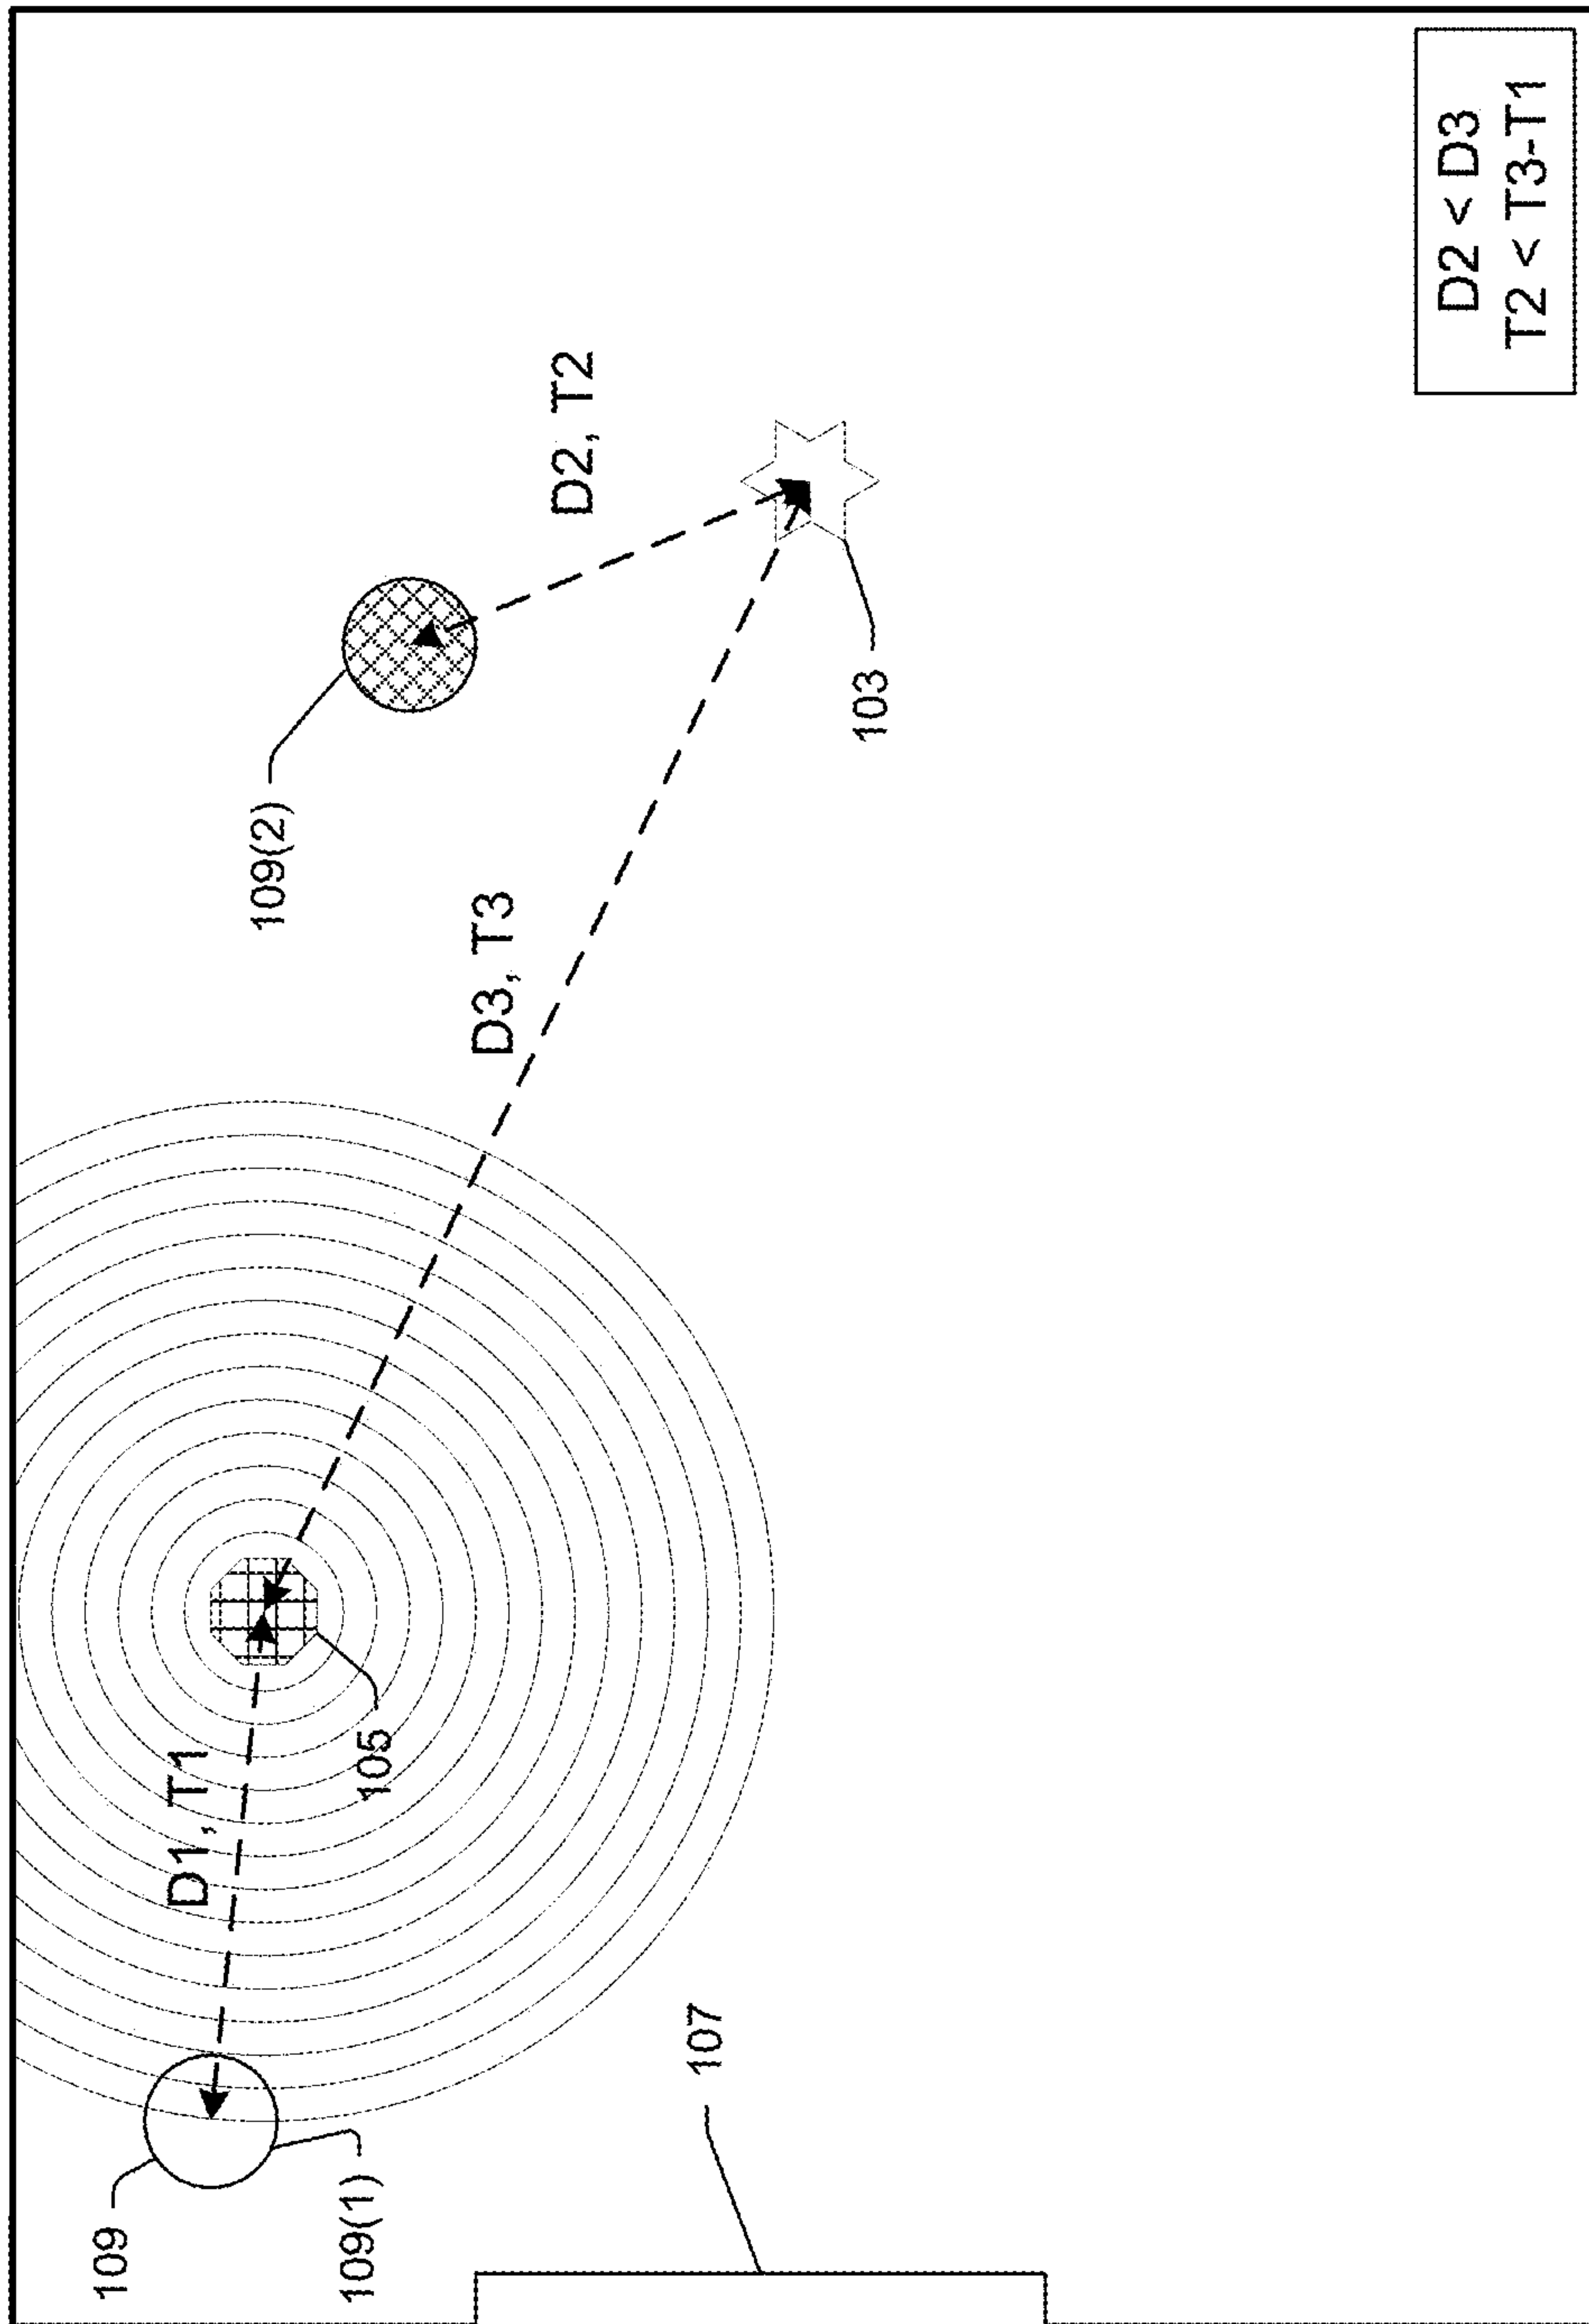 109
109(1)
D1, T1
105
107
D3, T3
109(2)
D2, T2
103
D2 < D3
T2 < T3-T1